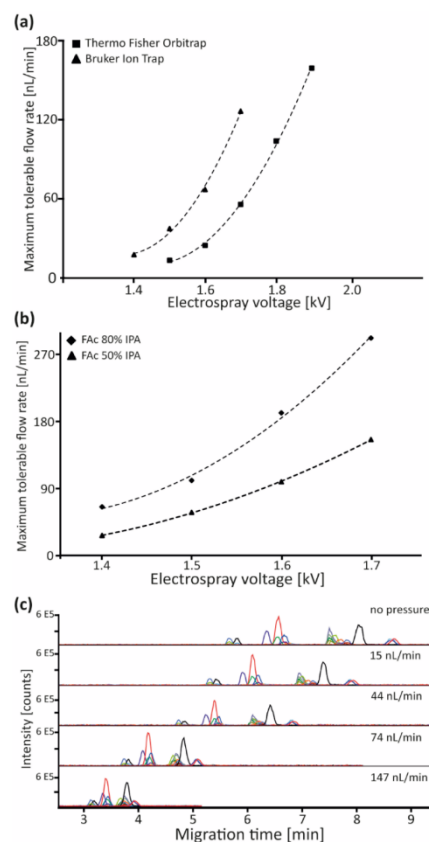 (a)
Thermo Fisher Orbitrap
Bruker Ion Trap
Maximum tolerable flow rate [nL/min]
180
120
60
0
1.4 1.6 1.8 2.0
Electrospray voltage [kV]
(b)
FAc 80% IPA
FAc 50% IPA
Maximum tolerable flow rate [nL/min]
270
180
90
0
1.4 1.5 1.6 1.7
Electrospray voltage [kV]
(c)
Intensity [counts]
6 E5 no pressure
6 E5 15 nL/min
6 E5 44 nL/min
6 E5 74 nL/min
6 E5 147 nL/min
3 4 5 6 7 8 9
Migration time [min]